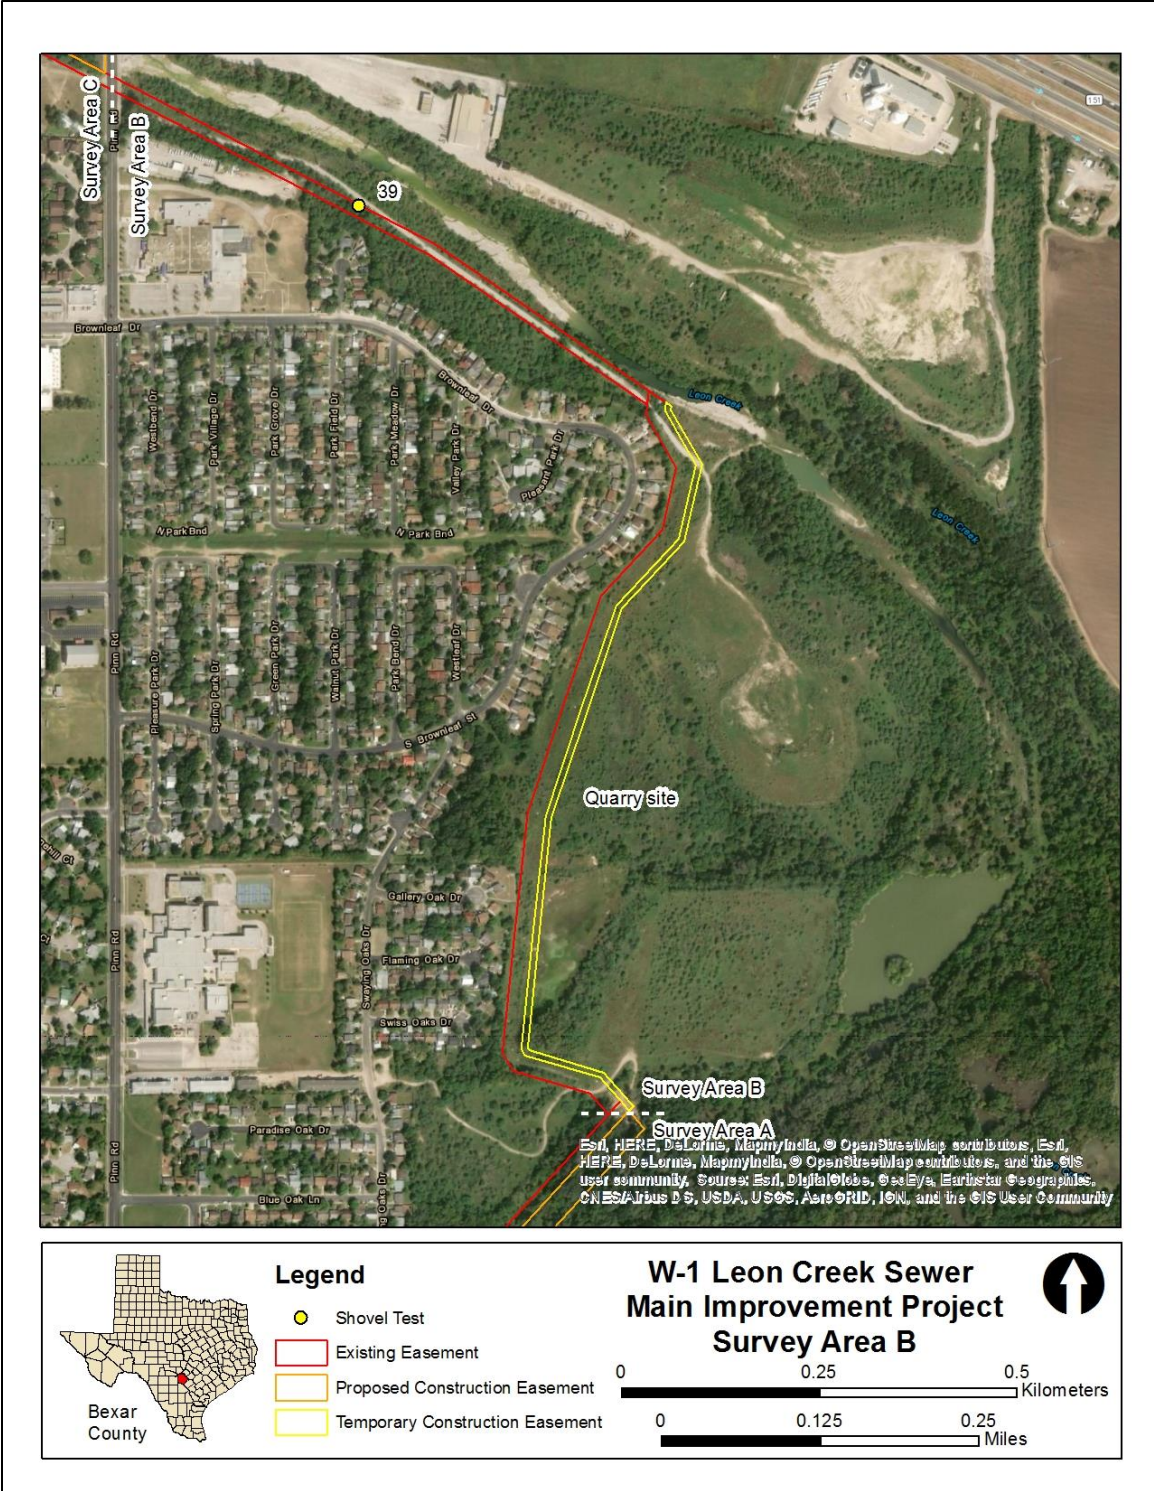 Survey Area C
Pinn Rd
Survey Area B
151
39
Brownleaf Dr
Brownleaf Dr
Leon Creek
Westbend Dr
Park Village Dr
Park Grove Dr
Park Field Dr
Park Meadow Dr
Valley Park Dr
Pleasant Park Dr
Leon Creek
N Park Bnd
N Park Bnd
Pinn Rd
Pleasure Park Dr
Spring Park Dr
Green Park Dr
Walnut Park Dr
Park Bend Dr
Westleaf Dr
S Brownleaf St
Quarry site
Gallery Oak Dr
Pinn Rd
Swaying Oaks Dr
Flaming Oak Dr
Swiss Oaks Dr
Survey Area B
Survey Area A
Paradise Oak Dr
Pinn Rd
Blue Oak Ln
Esri, HERE, DeLorme, MapmyIndia, © OpenStreetMap contributors, Esri,
HERE, DeLorme, MapmyIndia, © OpenStreetMap contributors, and the GIS
user community, Source: Esri, DigitalGlobe, GeoEye, Earthstar Geographics,
CNES/Airbus DS, USDA, USGS, AeroGRID, IGN, and the GIS User Community
Bexar
County
Legend
Shovel Test
Existing Easement
Proposed Construction Easement
Temporary Construction Easement
W-1 Leon Creek Sewer
Main Improvement Project
Survey Area B
0 0.25 0.5
Kilometers
0 0.125 0.25
Miles